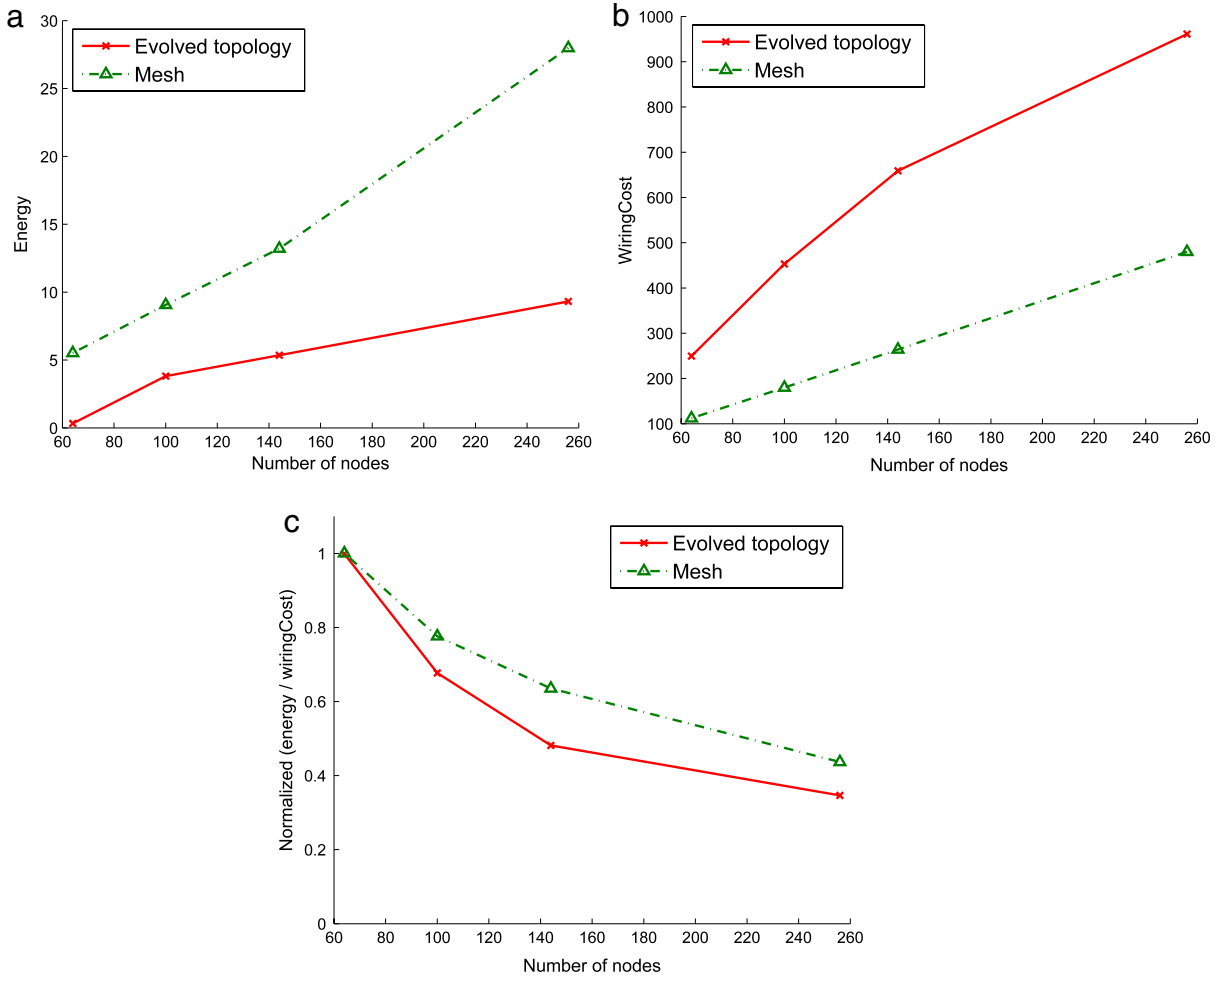 a
Evolved topology
Mesh
Energy
30
25
20
15
10
5
0
60 80 100 120 140 160 180 200 220 240 260
Number of nodes
b
Evolved topology
Mesh
WiringCost
1000
900
800
700
600
500
400
300
200
100
60 80 100 120 140 160 180 200 220 240 260
Number of nodes
c
Evolved topology
Mesh
Normalized (energy / wiringCost)
1
0.8
0.6
0.4
0.2
0
60 80 100 120 140 160 180 200 220 240 260
Number of nodes